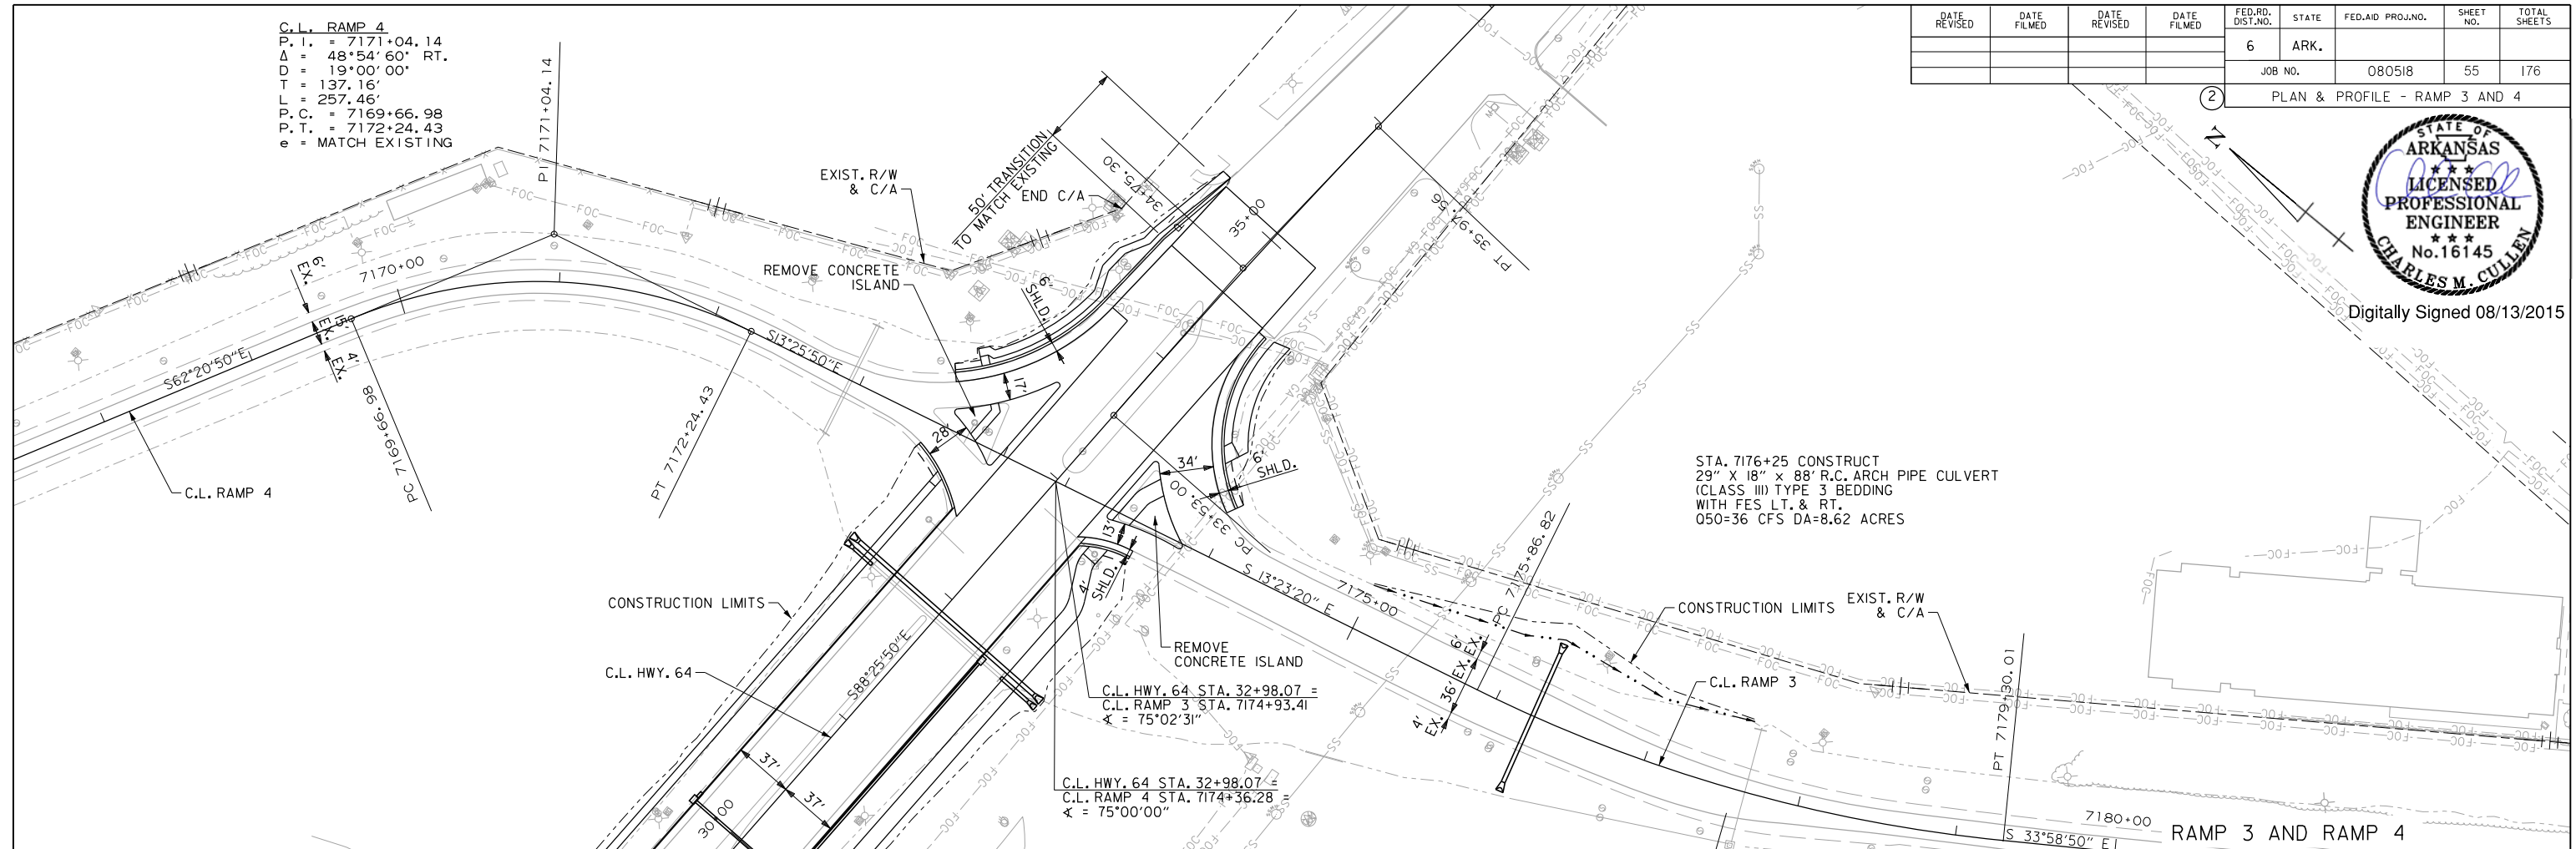 C.L. RAMP 4
P.I. = 7171+04.14
Δ = 48°54'60" RT.
D = 19°00'00"
T = 137.16'
L = 257.46'
P.C. = 7169+66.98
P.T. = 7172+24.43
e = MATCH EXISTING
DATE REVISED
DATE FILMED
DATE REVISED
DATE FILMED
FED.RD. DIST.NO.
STATE
FED.AID PROJ.NO.
SHEET NO.
TOTAL SHEETS
6
ARK.
JOB NO.
080518
55
176
2
PLAN & PROFILE - RAMP 3 AND 4
N
STATE OF
ARKANSAS
LICENSED
PROFESSIONAL
ENGINEER
No.16145
CHARLES M. CULLEN
Digitally Signed 08/13/2015
PI 7171+04.14
50' TRANSITION
TO MATCH EXISTING
EXIST. R/W
& C/A
END C/A
34+75.30
35+00
PT 35+97.56
REMOVE CONCRETE
ISLAND
6'
SHLD.
6'
EX.
7170+00
15'
EX.
4'
EX.
S62°20'50"E
PC 7169+66.98
S13°25'50"E
PT 7172+24.43
C.L. RAMP 4
17'
28'
34'
6'
SHLD.
PC 33+53.00
13'
4'
SHLD.
STA. 7176+25 CONSTRUCT
29" X 18" x 88' R.C. ARCH PIPE CULVERT
(CLASS III) TYPE 3 BEDDING
WITH FES LT. & RT.
Q50=36 CFS DA=8.62 ACRES
CONSTRUCTION LIMITS
C.L. HWY. 64
S88°25'50"E
37'
37'
30+00
REMOVE
CONCRETE ISLAND
C.L. HWY. 64 STA. 32+98.07 =
C.L. RAMP 3 STA. 7174+93.41
∢ = 75°02'31"
C.L. HWY. 64 STA. 32+98.07 =
C.L. RAMP 4 STA. 7174+36.28 =
∢ = 75°00'00"
S 13°23'20" E
7175+00
PC 7175+86.82
6'
EX.
36'
EX.
4'
EX.
CONSTRUCTION LIMITS
EXIST. R/W
& C/A
C.L. RAMP 3
PT 7179+30.01
7180+00
S 33°58'50" E
RAMP 3 AND RAMP 4